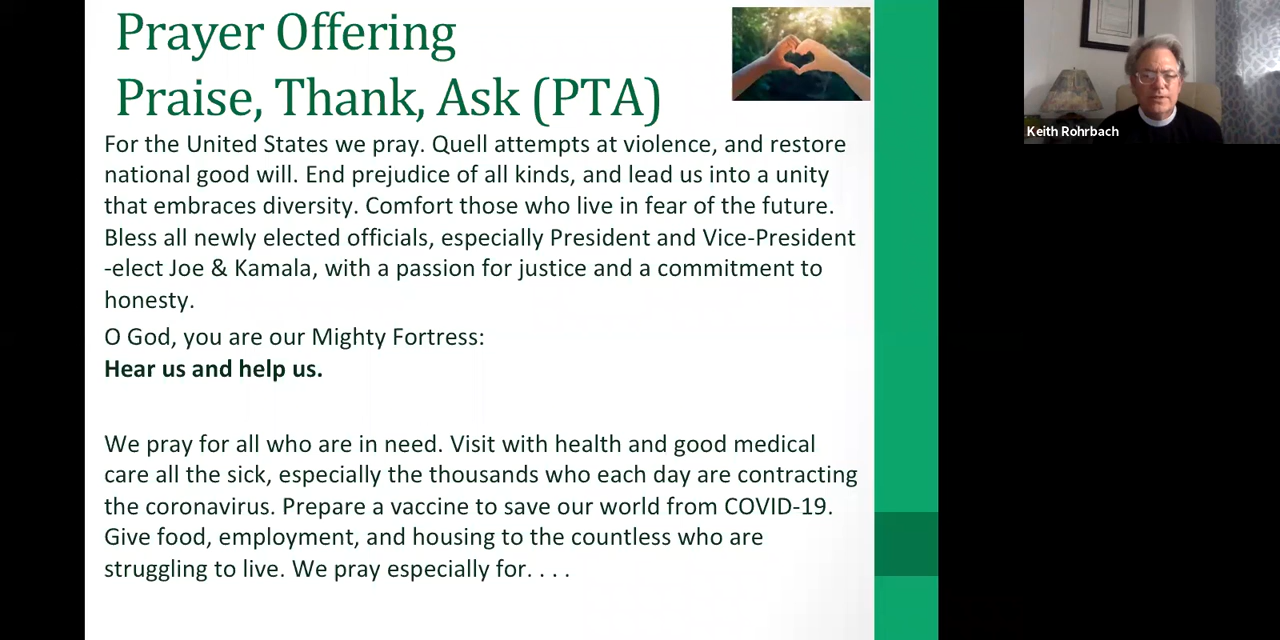 Prayer Offering
Praise, Thank, Ask (PTA)
For the United States we pray. Quell attempts at violence, and restore
national good will. End prejudice of all kinds, and lead us into a unity
that embraces diversity. Comfort those who live in fear of the future.
Bless all newly elected officials, especially President and Vice-President
-elect Joe & Kamala, with a passion for justice and a commitment to
honesty.
O God, you are our Mighty Fortress:
Hear us and help us.
We pray for all who are in need. Visit with health and good medical
care all the sick, especially the thousands who each day are contracting
the coronavirus. Prepare a vaccine to save our world from COVID-19.
Give food, employment, and housing to the countless who are
struggling to live. We pray especially for. . . .
Keith Rohrbach